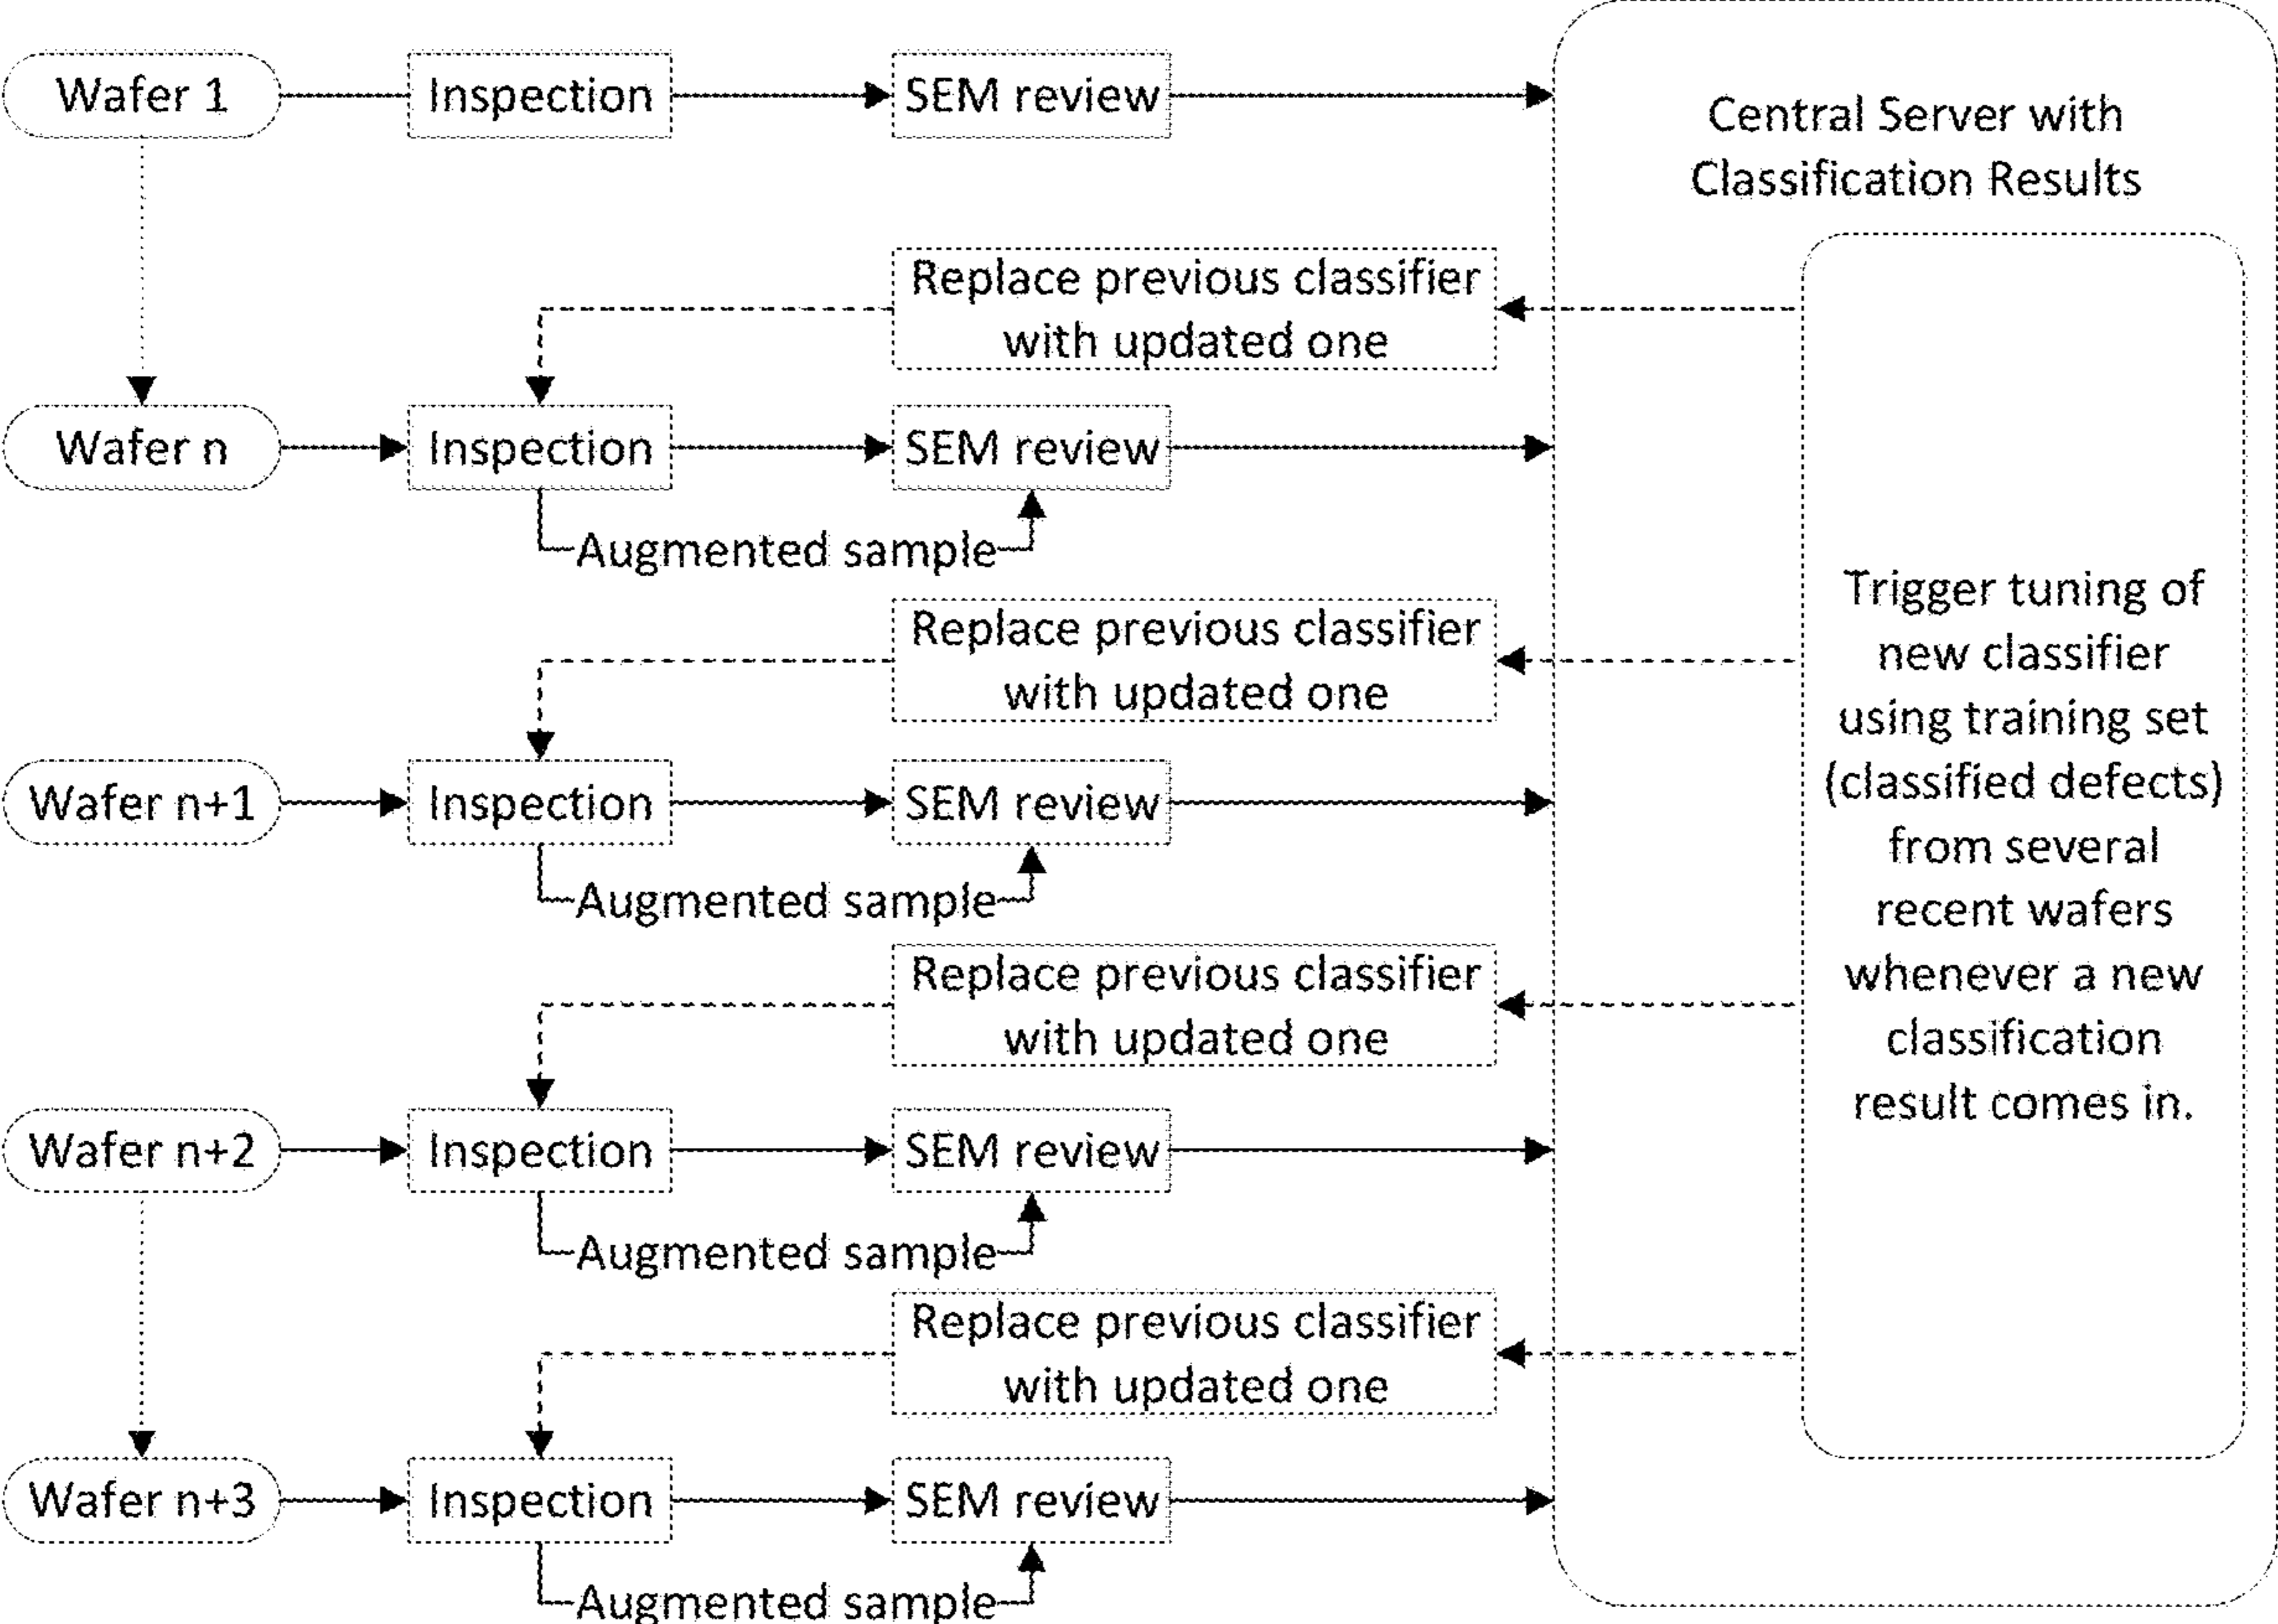 Wafer 1
Inspection
SEM review
Central Server with
Classification Results
Replace previous classifier
with updated one
Wafer n
Inspection
SEM review
Augmented sample
Replace previous classifier
with updated one
Wafer n+1
Inspection
SEM review
Augmented sample
Replace previous classifier
with updated one
Wafer n+2
Inspection
SEM review
Augmented sample
Replace previous classifier
with updated one
Wafer n+3
Inspection
SEM review
Augmented sample
Trigger tuning of
new classifier
using training set
(classified defects)
from several
recent wafers
whenever a new
classification
result comes in.